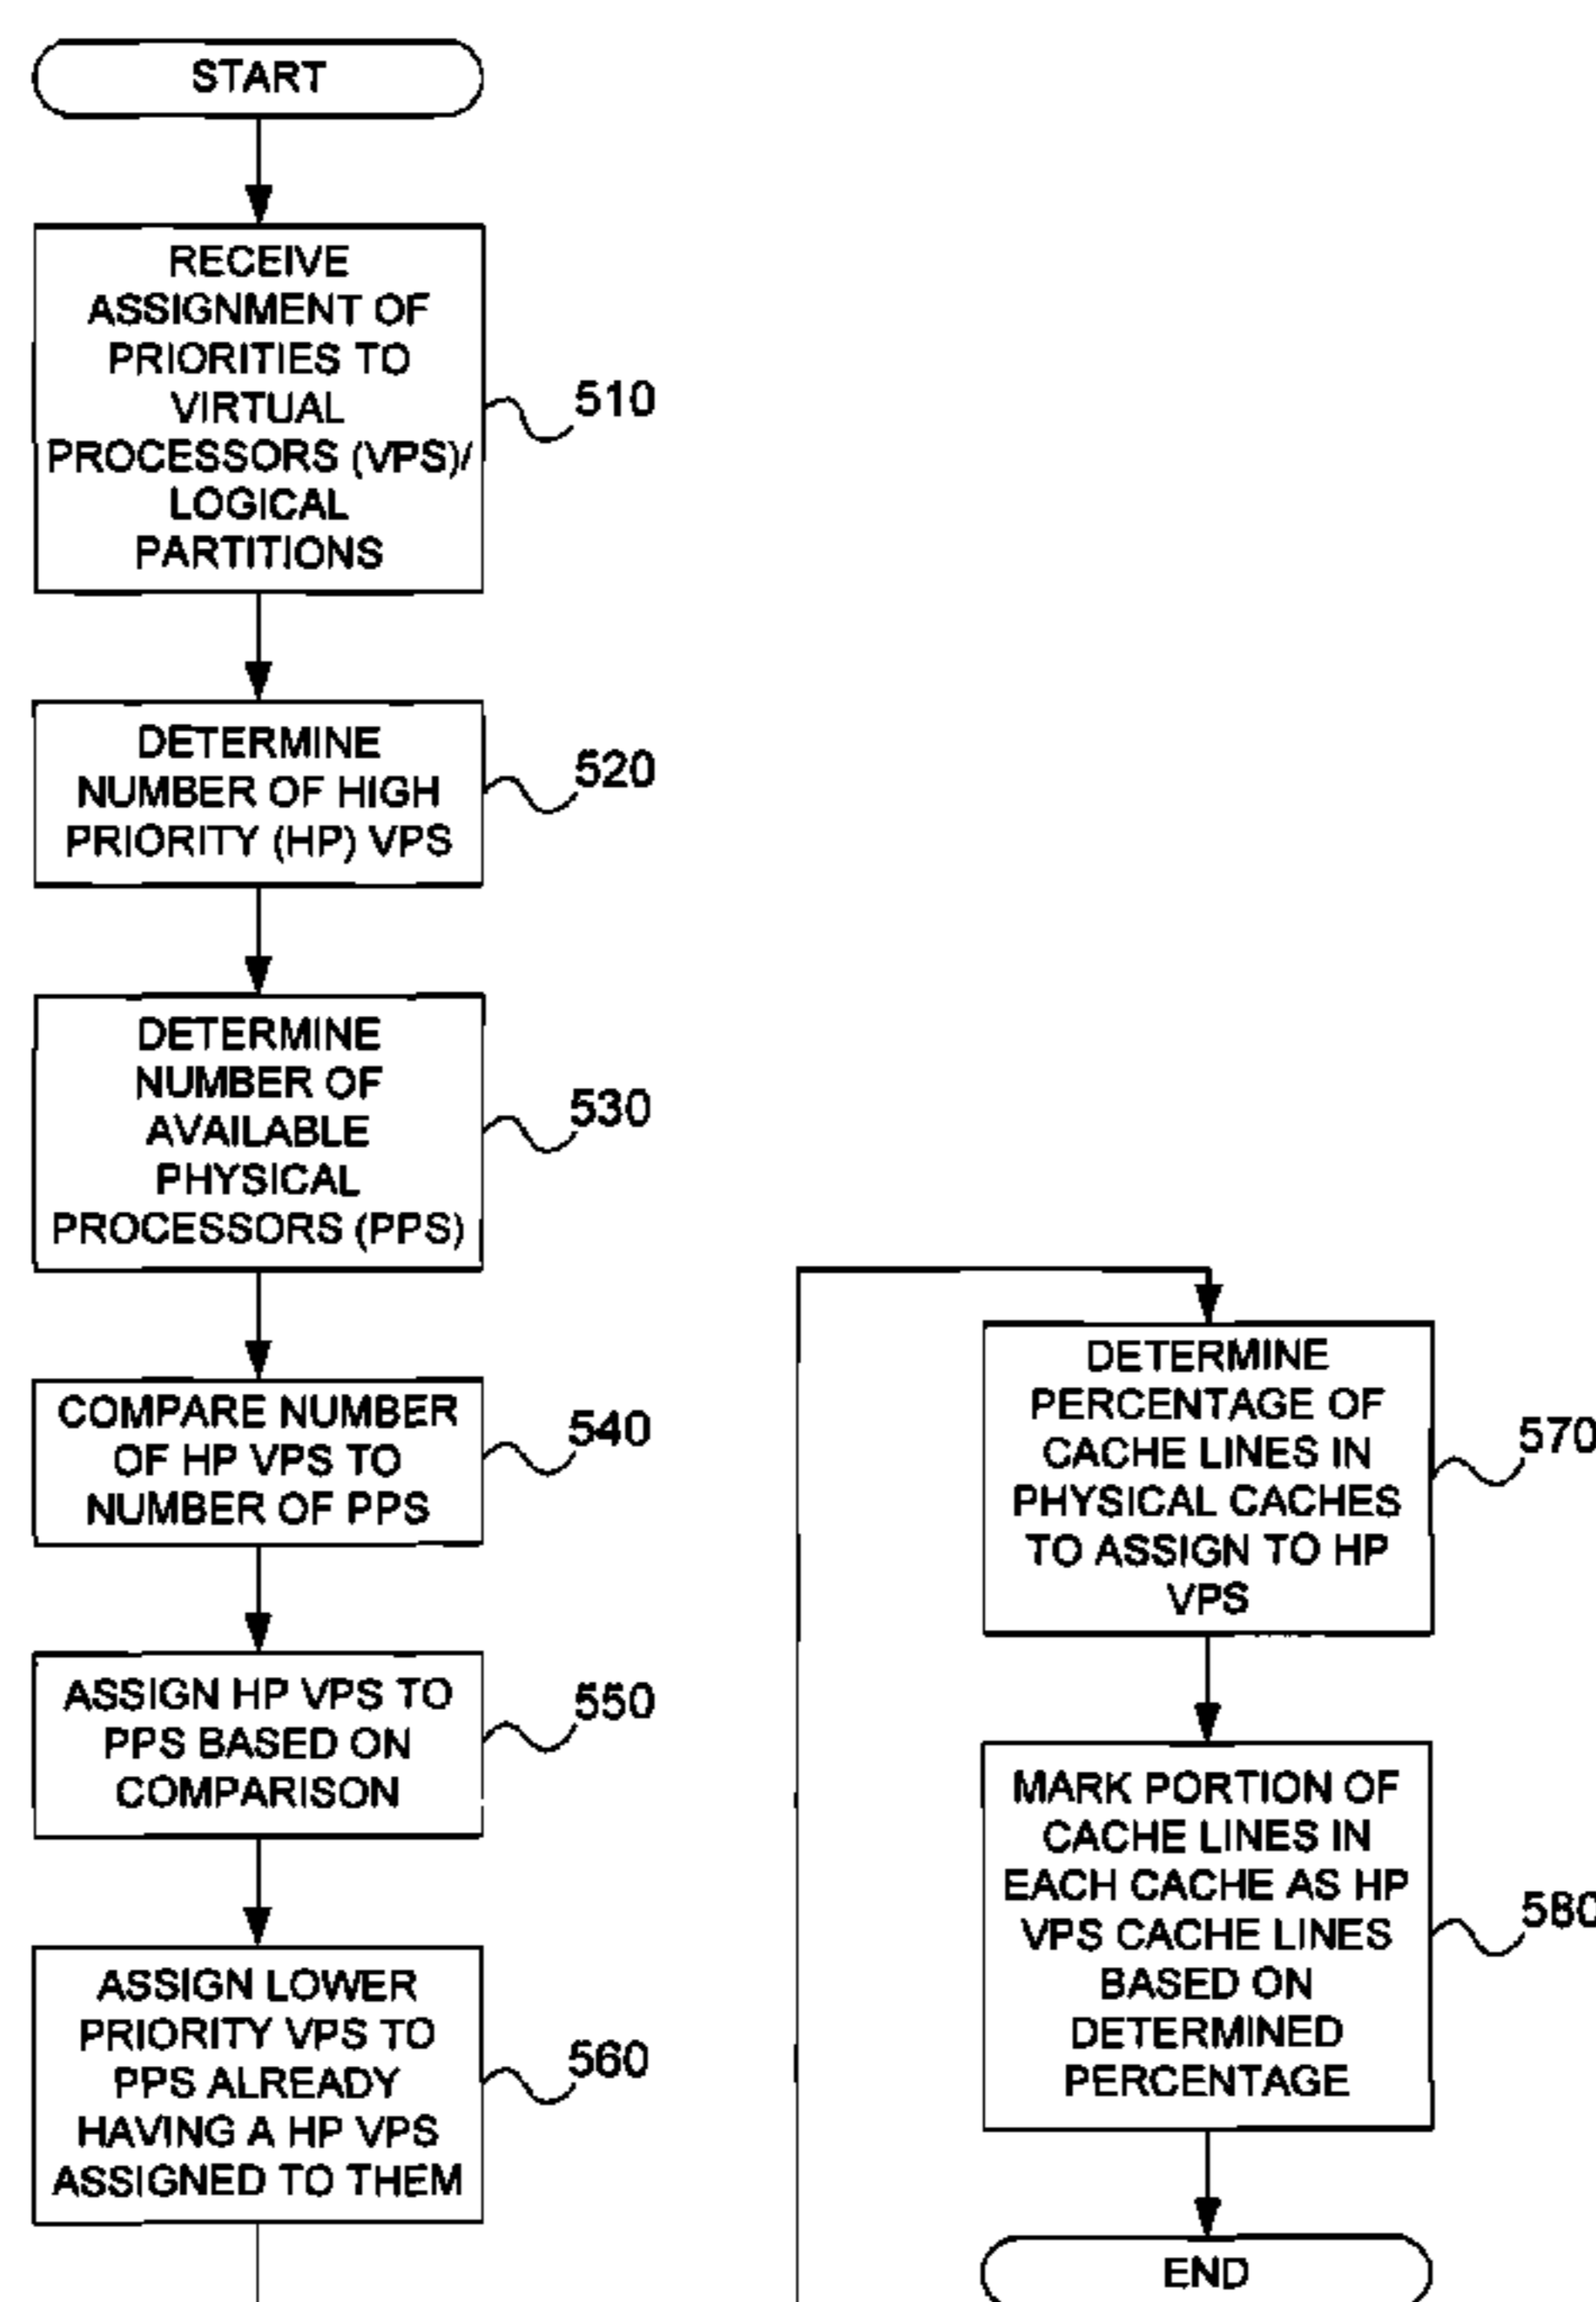 START
RECEIVE
ASSIGNMENT OF
PRIORITIES TO
VIRTUAL
PROCESSORS (VPS)/
LOGICAL
PARTITIONS
510
DETERMINE
NUMBER OF HIGH
PRIORITY (HP) VPS
520
DETERMINE
NUMBER OF
AVAILABLE
PHYSICAL
PROCESSORS (PPS)
530
COMPARE NUMBER
OF HP VPS TO
NUMBER OF PPS
540
ASSIGN HP VPS TO
PPS BASED ON
COMPARISON
550
ASSIGN LOWER
PRIORITY VPS TO
PPS ALREADY
HAVING A HP VPS
ASSIGNED TO THEM
560
DETERMINE
PERCENTAGE OF
CACHE LINES IN
PHYSICAL CACHES
TO ASSIGN TO HP
VPS
570
MARK PORTION OF
CACHE LINES IN
EACH CACHE AS HP
VPS CACHE LINES
BASED ON
DETERMINED
PERCENTAGE
580
END